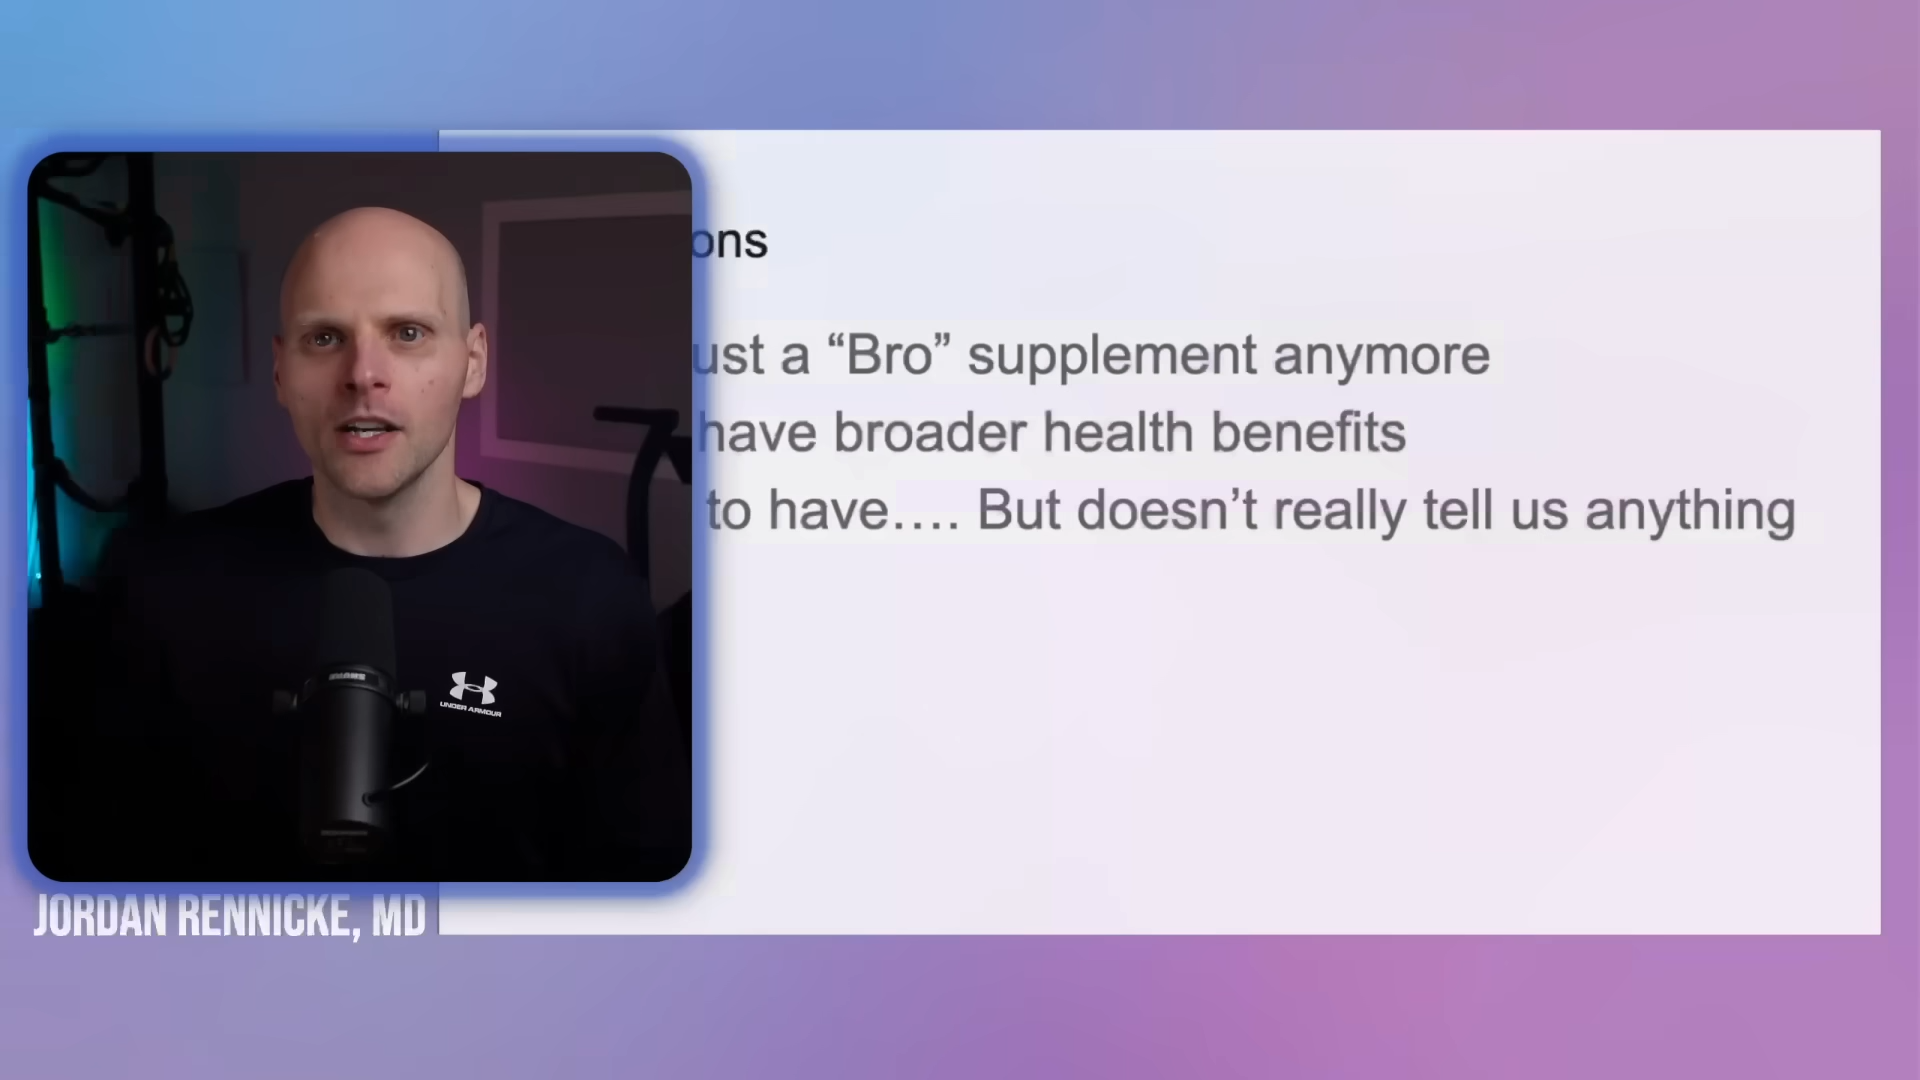 ons
ust a “Bro” supplement anymore
have broader health benefits
to have…. But doesn’t really tell us anything
UNDER ARMOUR
JORDAN RENNICKE, MD